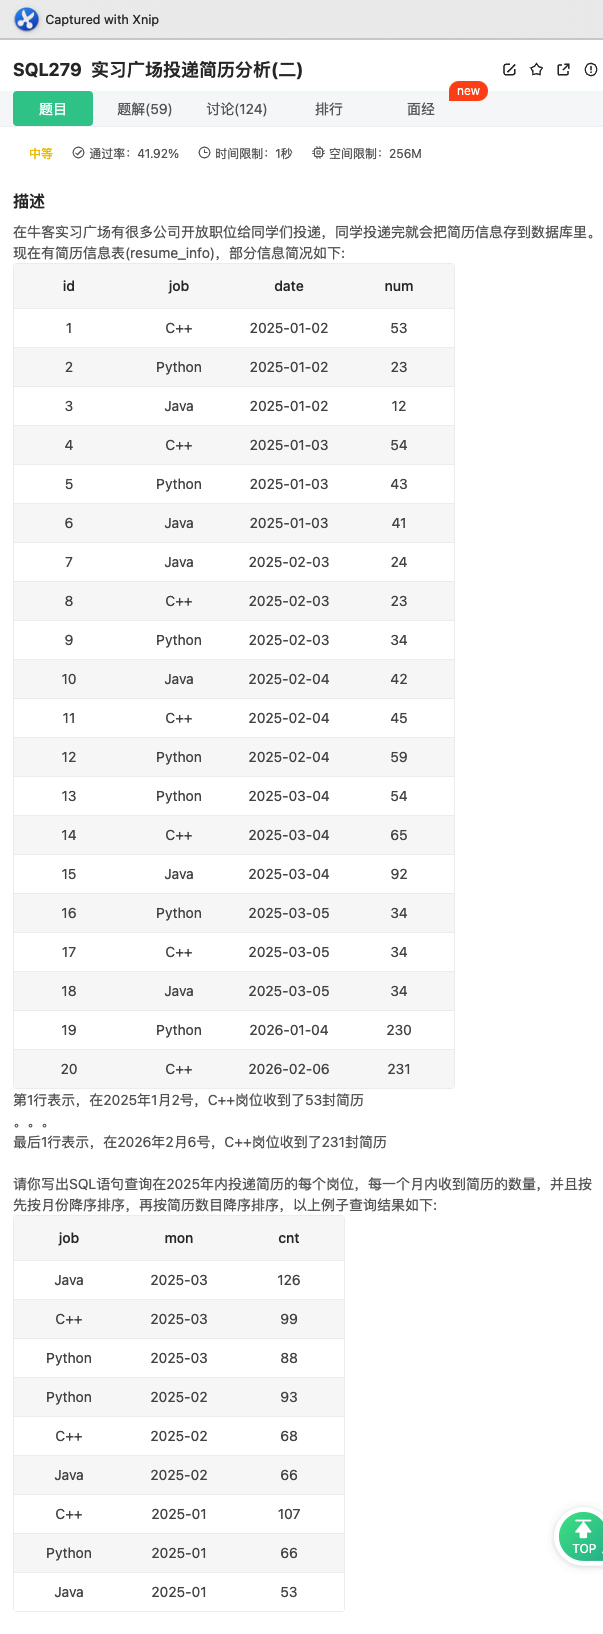 Captured with Xnip
SQL279 实习广场投递简历分析(二)
new
题目 题解(59) 讨论(124) 排行 面经
中等 通过率：41.92% 时间限制：1秒 空间限制：256M
描述
在牛客实习广场有很多公司开放职位给同学们投递，同学投递完就会把简历信息存到数据库里。
现在有简历信息表(resume_info)，部分信息简况如下:
id job date num
1 C++ 2025-01-02 53
2 Python 2025-01-02 23
3 Java 2025-01-02 12
4 C++ 2025-01-03 54
5 Python 2025-01-03 43
6 Java 2025-01-03 41
7 Java 2025-02-03 24
8 C++ 2025-02-03 23
9 Python 2025-02-03 34
10 Java 2025-02-04 42
11 C++ 2025-02-04 45
12 Python 2025-02-04 59
13 Python 2025-03-04 54
14 C++ 2025-03-04 65
15 Java 2025-03-04 92
16 Python 2025-03-05 34
17 C++ 2025-03-05 34
18 Java 2025-03-05 34
19 Python 2026-01-04 230
20 C++ 2026-02-06 231
第1行表示，在2025年1月2号，C++岗位收到了53封简历
。。。
最后1行表示，在2026年2月6号，C++岗位收到了231封简历
请你写出SQL语句查询在2025年内投递简历的每个岗位，每一个月内收到简历的数量，并且按
先按月份降序排序，再按简历数目降序排序，以上例子查询结果如下:
job mon cnt
Java 2025-03 126
C++ 2025-03 99
Python 2025-03 88
Python 2025-02 93
C++ 2025-02 68
Java 2025-02 66
C++ 2025-01 107
Python 2025-01 66
Java 2025-01 53
TOP